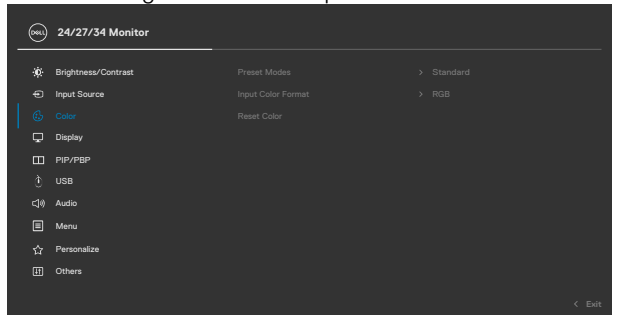 DELL 24/27/34 Monitor
Brightness/Contrast Preset Modes > Standard
Input Source Input Color Format > RGB
Color Reset Color
Display
PIP/PBP
USB
Audio
Menu
Personalize
Others
< Exit